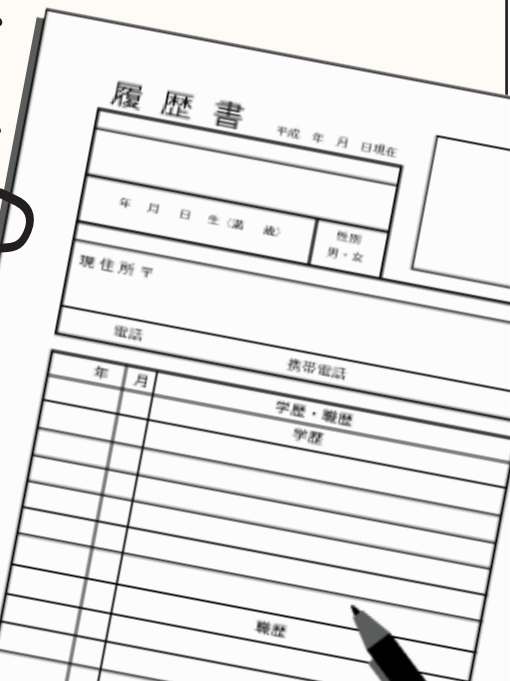 履歴書
平成　年　月　日現在
年　月　日　生〈満　歳〉
性別
男・女
現住所〒
電話　携帯電話
年　月　学歴・職歴
学歴
職歴